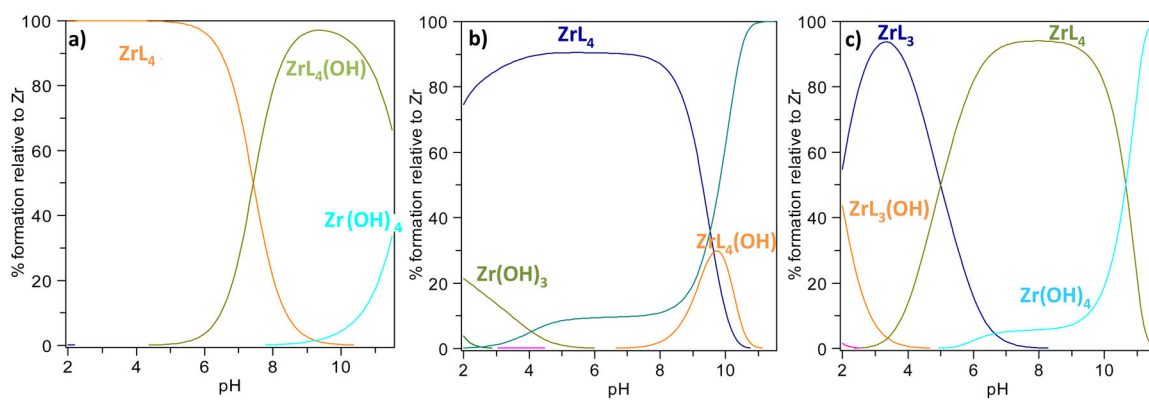 a)
% formation relative to Zr
100
80
60
40
20
0
2
4
6
8
10
pH
ZrL4
ZrL4(OH)
Zr(OH)4
b)
% formation relative to Zr
100
80
60
40
20
0
2
4
6
8
10
pH
ZrL4
Zr(OH)3
ZrL4(OH)
c)
% formation relative to Zr
100
80
60
40
20
0
2
4
6
8
10
pH
ZrL3
ZrL4
ZrL3(OH)
Zr(OH)4